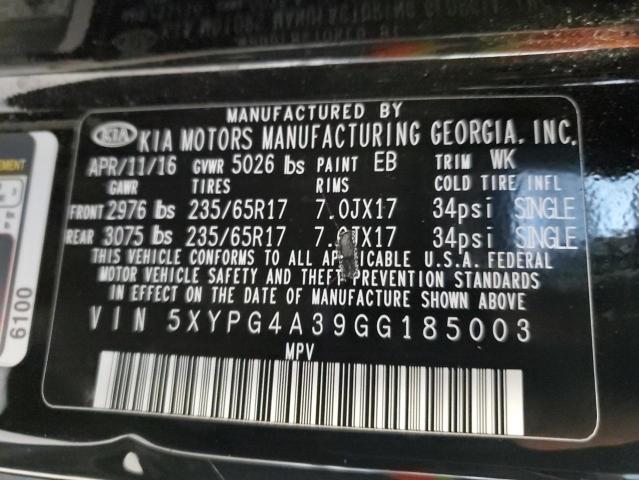 MANUFACTURED BY
KIA KIA MOTORS MANUFACTURING GEORGIA, INC.
APR/11/16 GVWR 5026 lbs PAINT EB TRIM WK
GAWR TIRES RIMS COLD TIRE INFL
FRONT 2976 lbs 235/65R17 7.0JX17 34psi SINGLE
REAR 3075 lbs 235/65R17 7.0JX17 34psi SINGLE
THIS VEHICLE CONFORMS TO ALL APPLICABLE U.S.A. FEDERAL
MOTOR VEHICLE SAFETY AND THEFT PREVENTION STANDARDS
IN EFFECT ON THE DATE OF MANUFACTURE SHOWN ABOVE
VIN 5XYPG4A39GG185003
MPV
6100